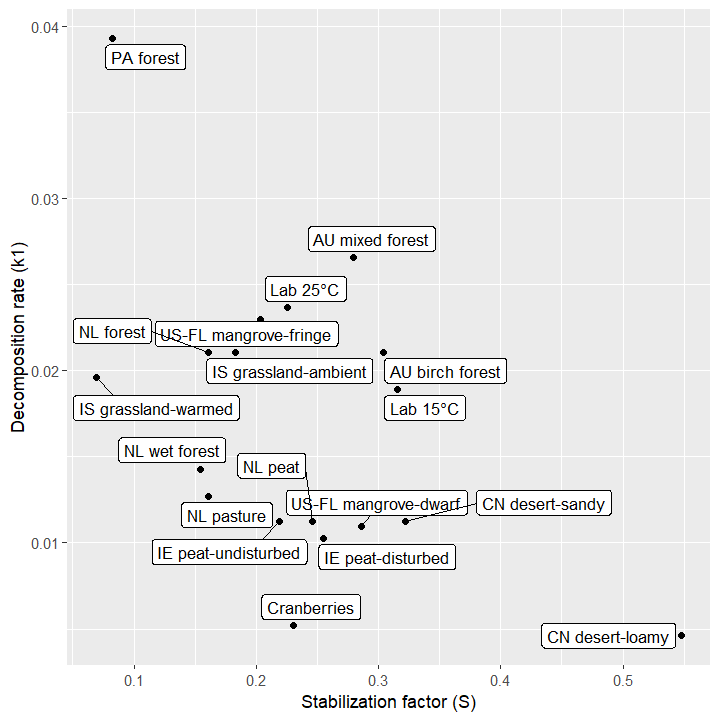 0.04
PA forest
0.03
AU mixed forest
Lab 25°C
NL forest
US-FL mangrove-fringe
IS grassland-ambient
AU birch forest
0.02
IS grassland-warmed
Lab 15°C
NL wet forest
NL peat
US-FL mangrove-dwarf
CN desert-sandy
NL pasture
0.01
IE peat-undisturbed
IE peat-disturbed
Cranberries
CN desert-loamy
0.1 0.2 0.3 0.4 0.5
Stabilization factor (S)
Decomposition rate (k1)